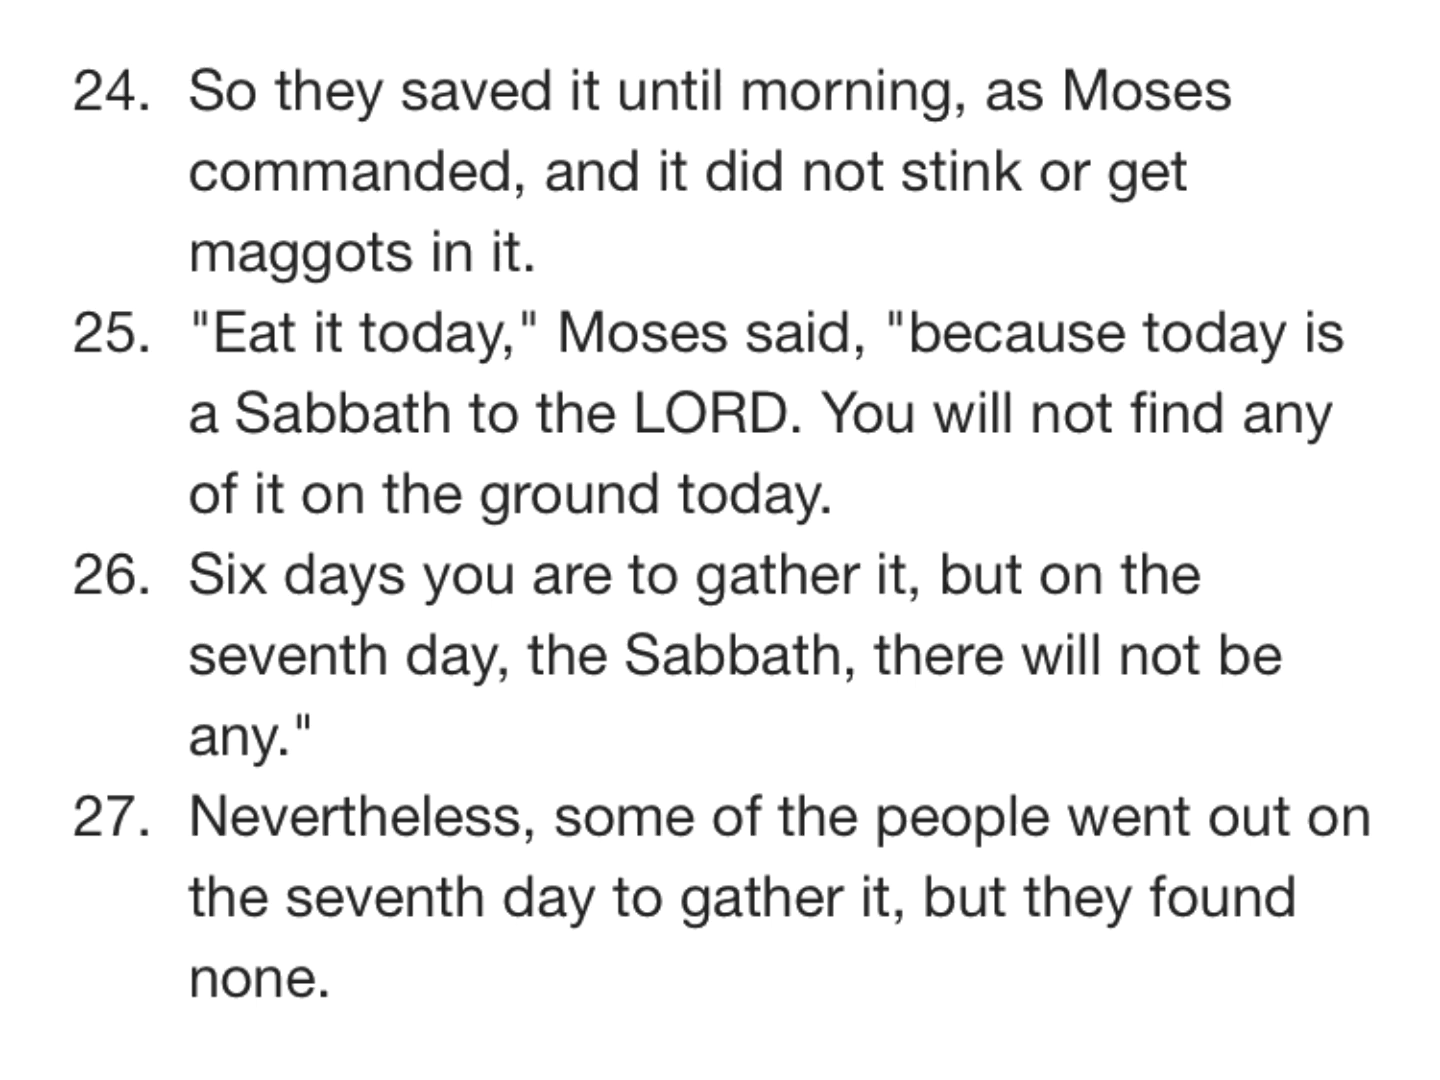 24. So they saved it until morning, as Moses
commanded, and it did not stink or get
maggots in it.
25. "Eat it today," Moses said, "because today is
a Sabbath to the LORD. You will not find any
of it on the ground today.
26. Six days you are to gather it, but on the
seventh day, the Sabbath, there will not be
any."
27. Nevertheless, some of the people went out on
the seventh day to gather it, but they found
none.